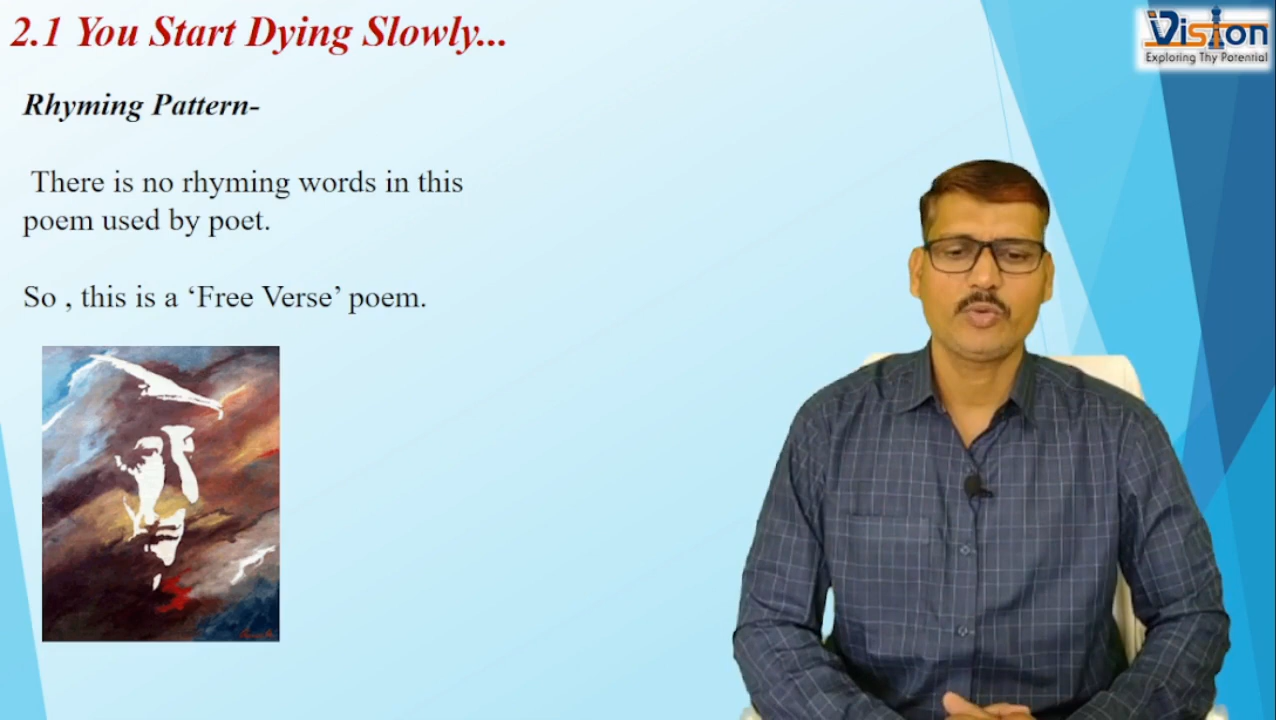 2.1 You Start Dying Slowly...
Vision
Exploring Thy Potential
Rhyming Pattern-
There is no rhyming words in this
poem used by poet.
So , this is a ‘Free Verse’ poem.